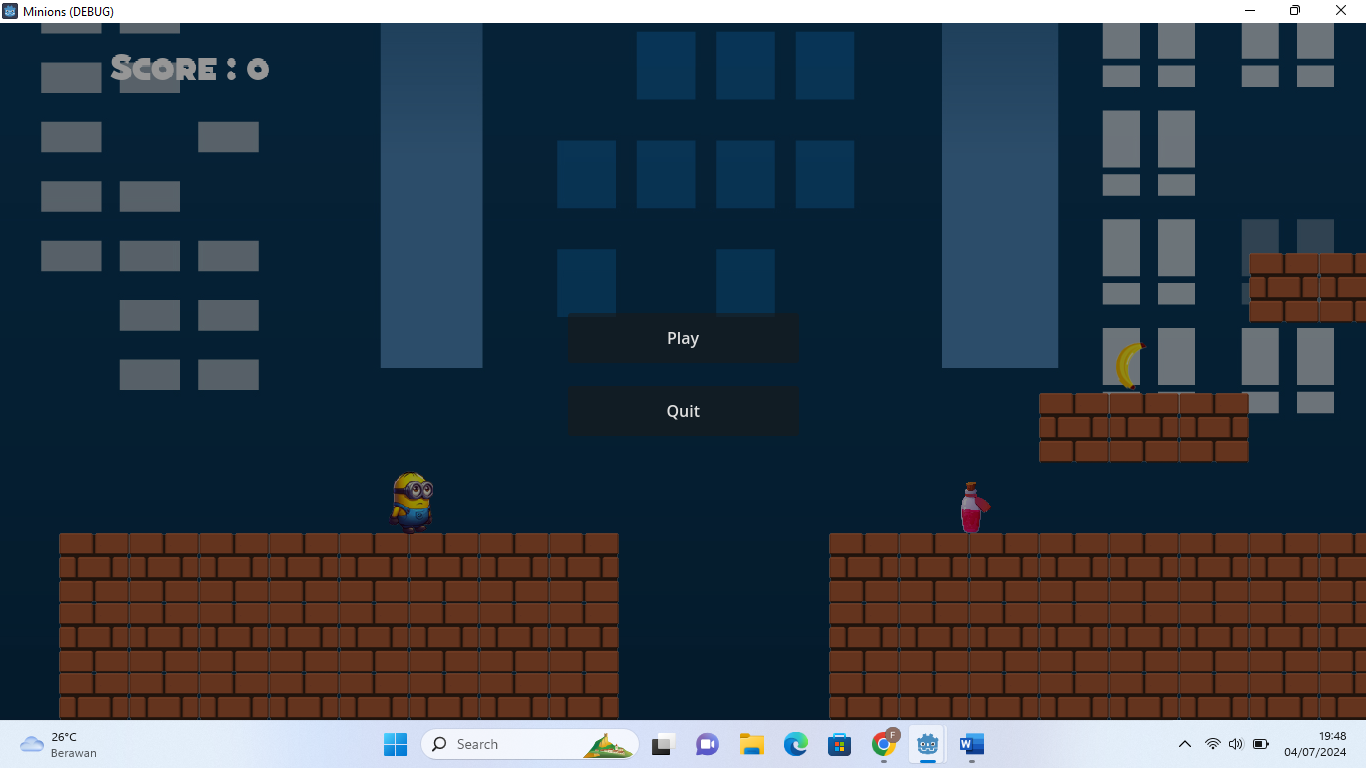 Minions (DEBUG)
Score : 0
Play
Quit
26°C
Berawan
Search
F
19:48
04/07/2024